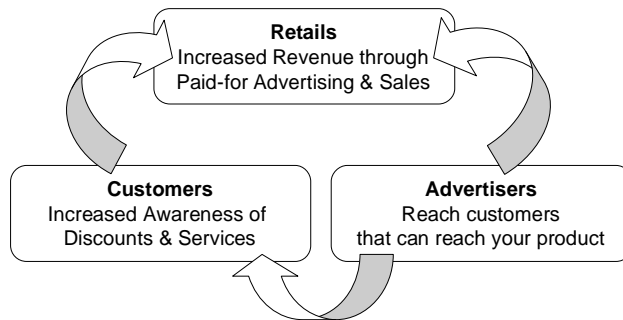 Retails
Increased Revenue through
Paid-for Advertising & Sales
Customers
Increased Awareness of
Discounts & Services
Advertisers
Reach customers
that can reach your product